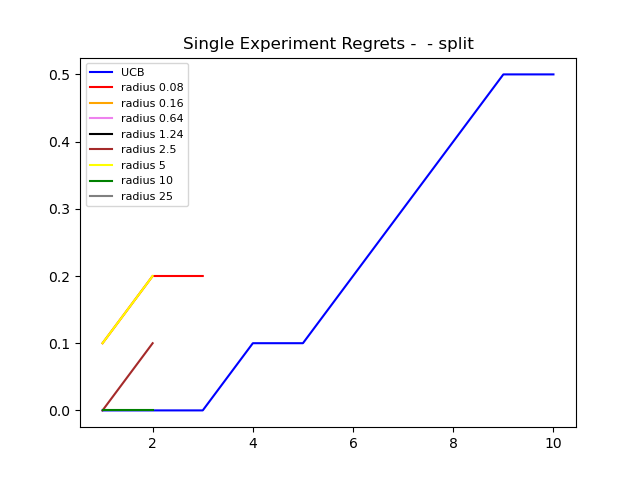 Single Experiment Regrets -  - split
0.5
0.4
0.3
0.2
0.1
0.0
UCB
radius 0.08
radius 0.16
radius 0.64
radius 1.24
radius 2.5
radius 5
radius 10
radius 25
2 4 6 8 10